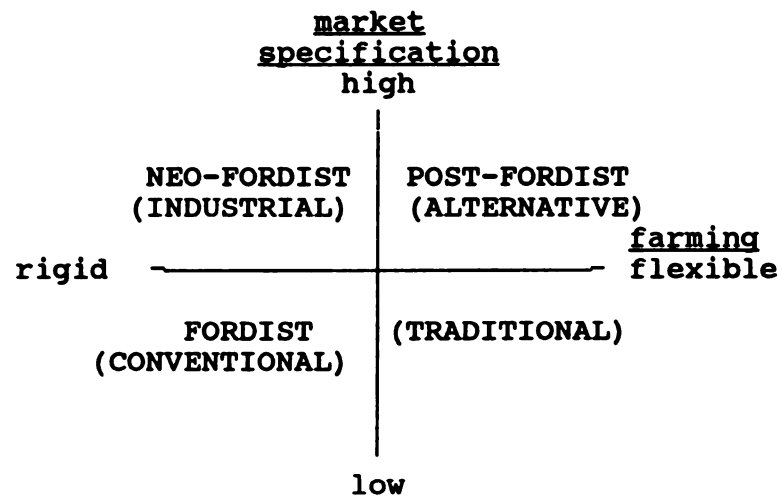 market
specification
high
NEO-FORDIST POST-FORDIST
(INDUSTRIAL) (ALTERNATIVE)
farming
rigid flexible
FORDIST (TRADITIONAL)
(CONVENTIONAL)
low